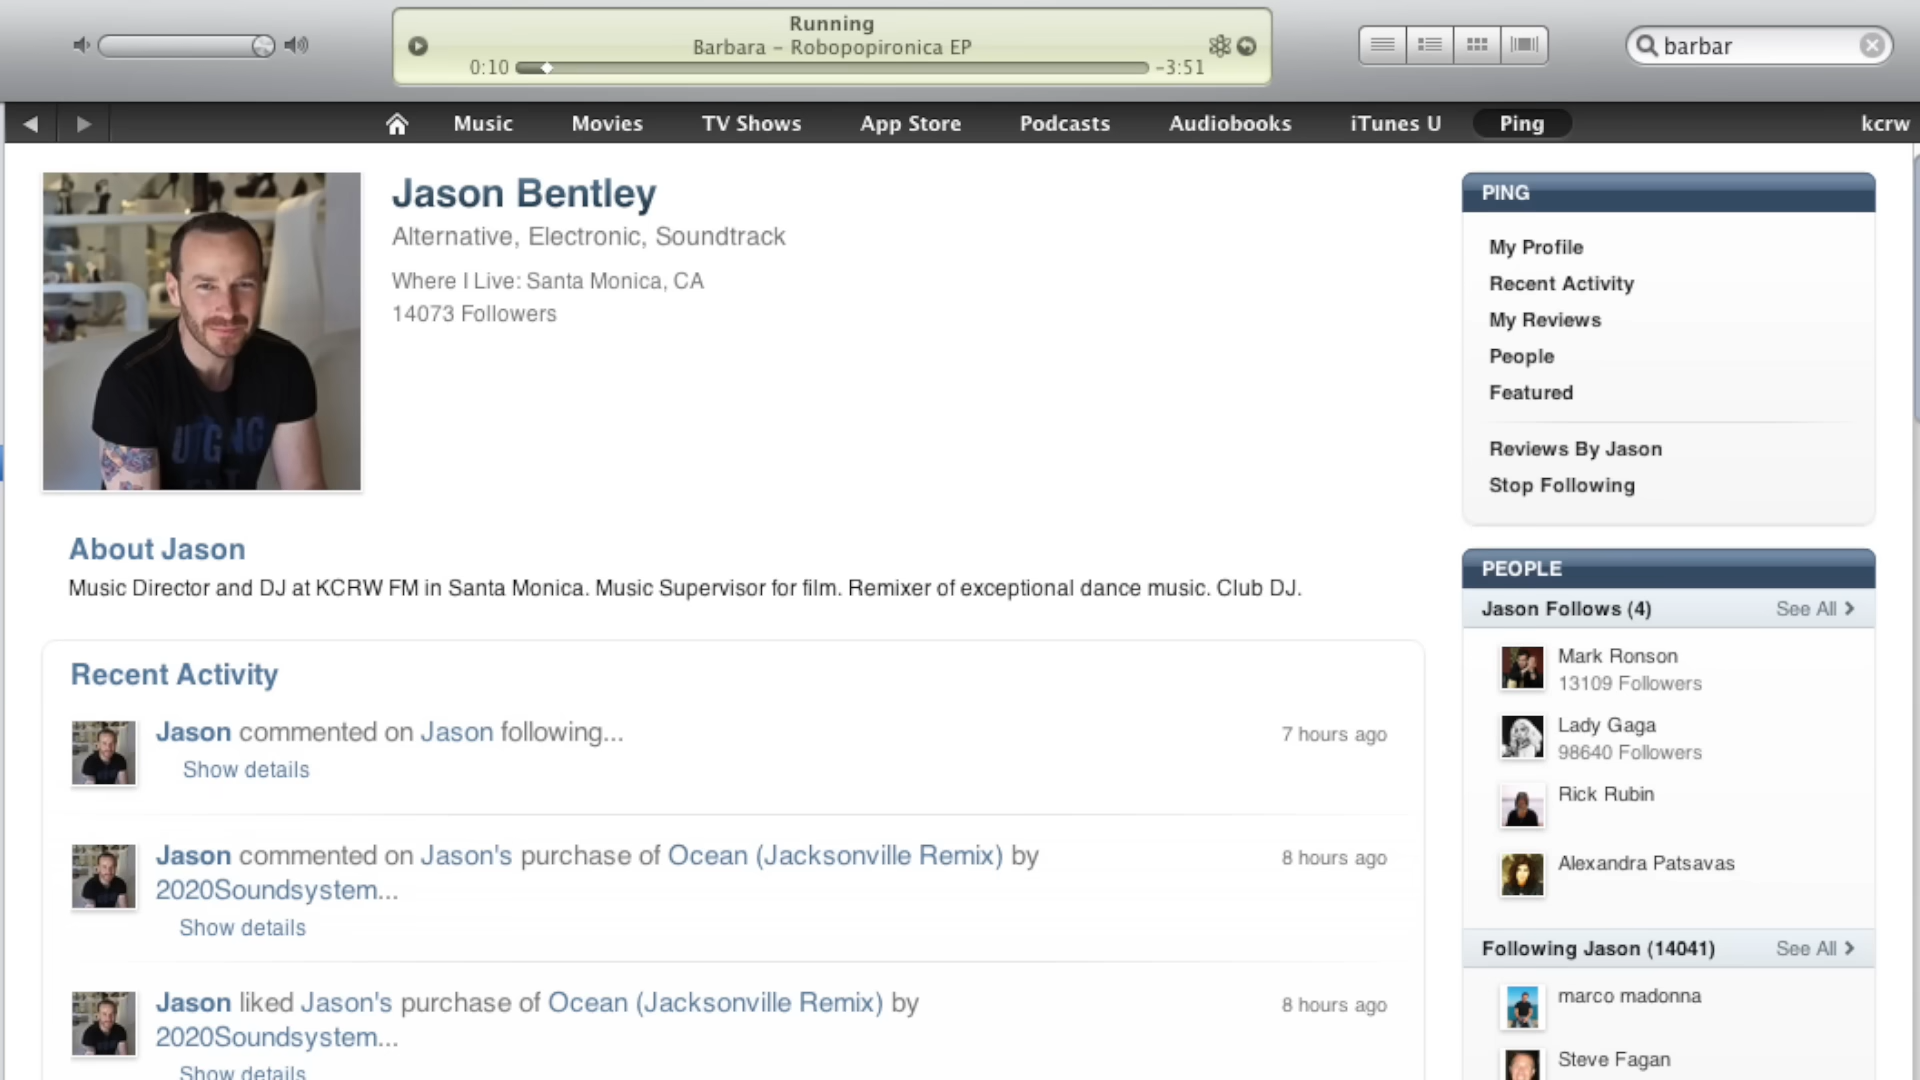 Running
Barbara – Robopopironica EP
0:10
-3:51
barbar
Music
Movies
TV Shows
App Store
Podcasts
Audiobooks
iTunes U
Ping
kcrw
Jason Bentley
Alternative, Electronic, Soundtrack
Where I Live: Santa Monica, CA
14073 Followers
About Jason
Music Director and DJ at KCRW FM in Santa Monica. Music Supervisor for film. Remixer of exceptional dance music. Club DJ.
Recent Activity
Jason commented on Jason following...
7 hours ago
Show details
Jason commented on Jason's purchase of Ocean (Jacksonville Remix) by
2020Soundsystem...
8 hours ago
Show details
Jason liked Jason's purchase of Ocean (Jacksonville Remix) by
2020Soundsystem...
8 hours ago
Show details
PING
My Profile
Recent Activity
My Reviews
People
Featured
Reviews By Jason
Stop Following
PEOPLE
Jason Follows (4)
See All
Mark Ronson
13109 Followers
Lady Gaga
98640 Followers
Rick Rubin
Alexandra Patsavas
Following Jason (14041)
See All
marco madonna
Steve Fagan